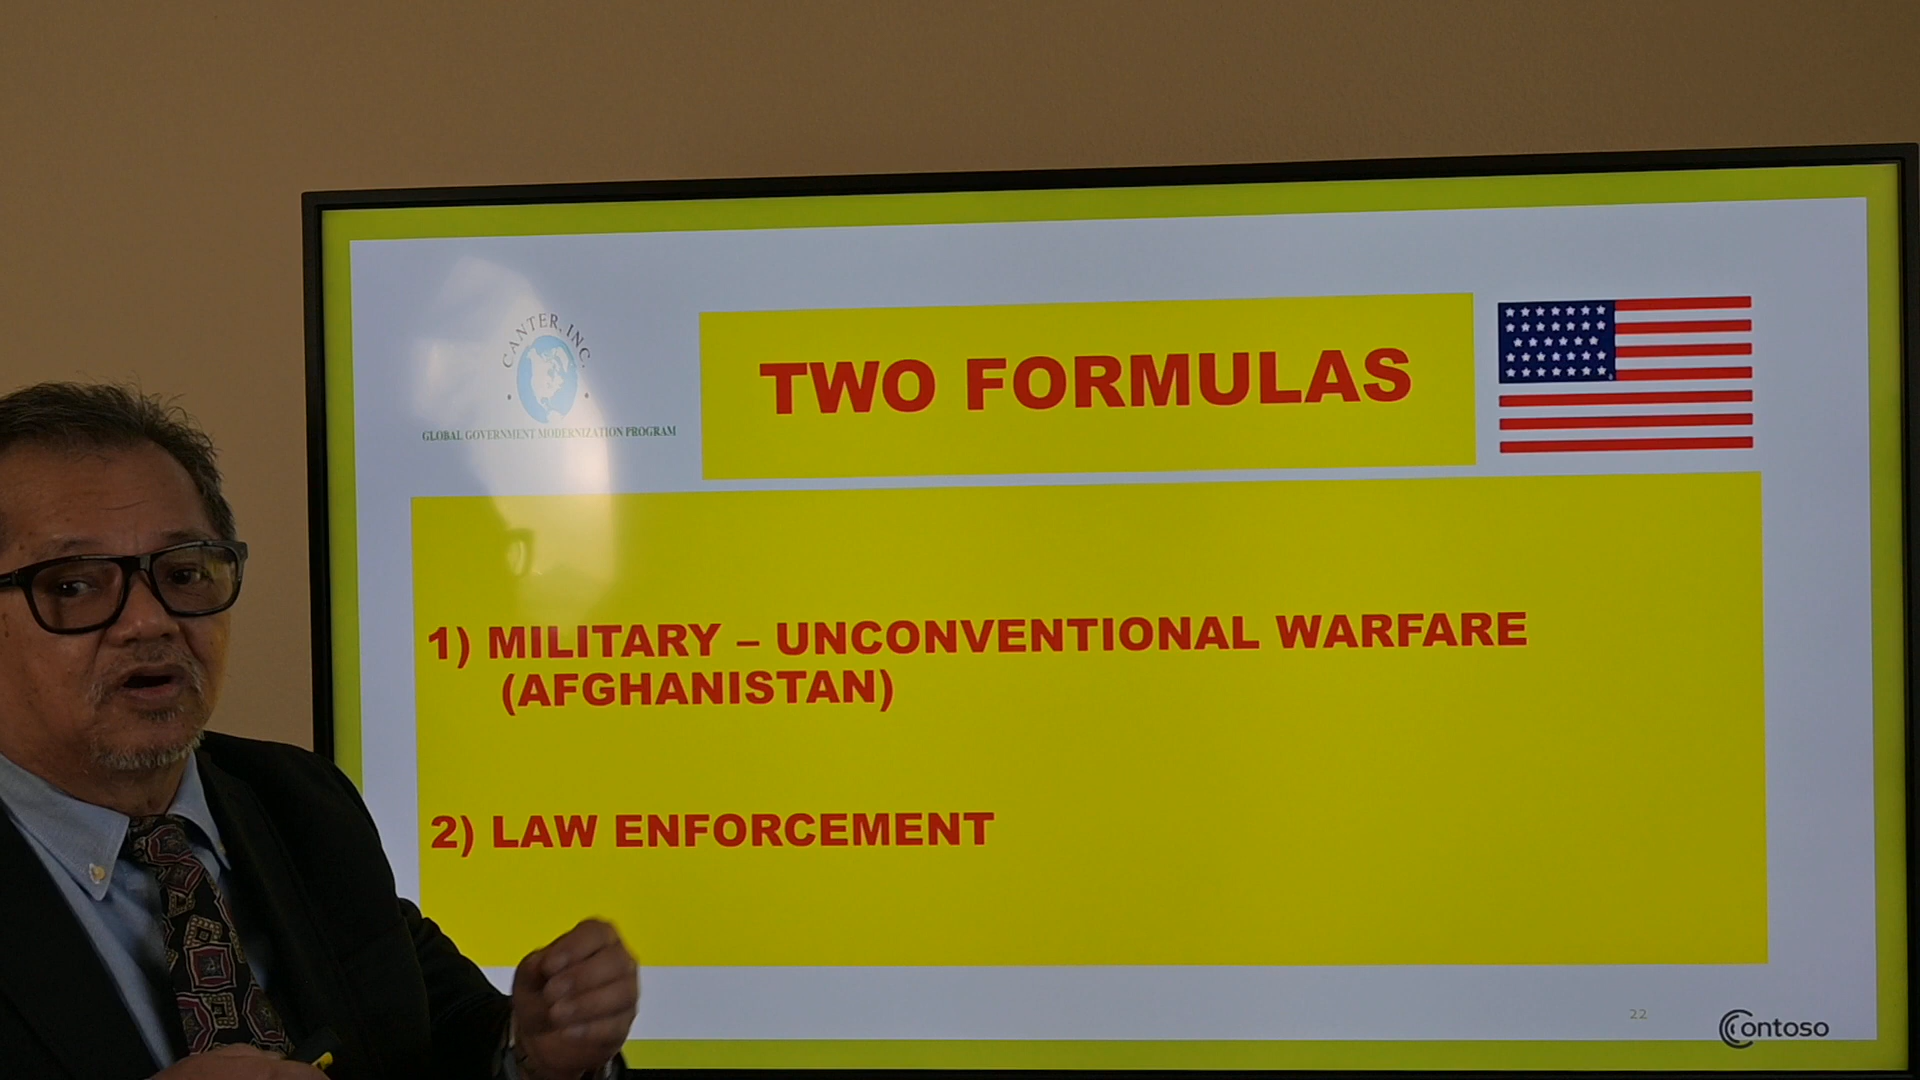 CANTER, INC.
GLOBAL GOVERNMENT MODERNIZATION PROGRAM
TWO FORMULAS
1) MILITARY – UNCONVENTIONAL WARFARE
(AFGHANISTAN)
2) LAW ENFORCEMENT
22
Contoso